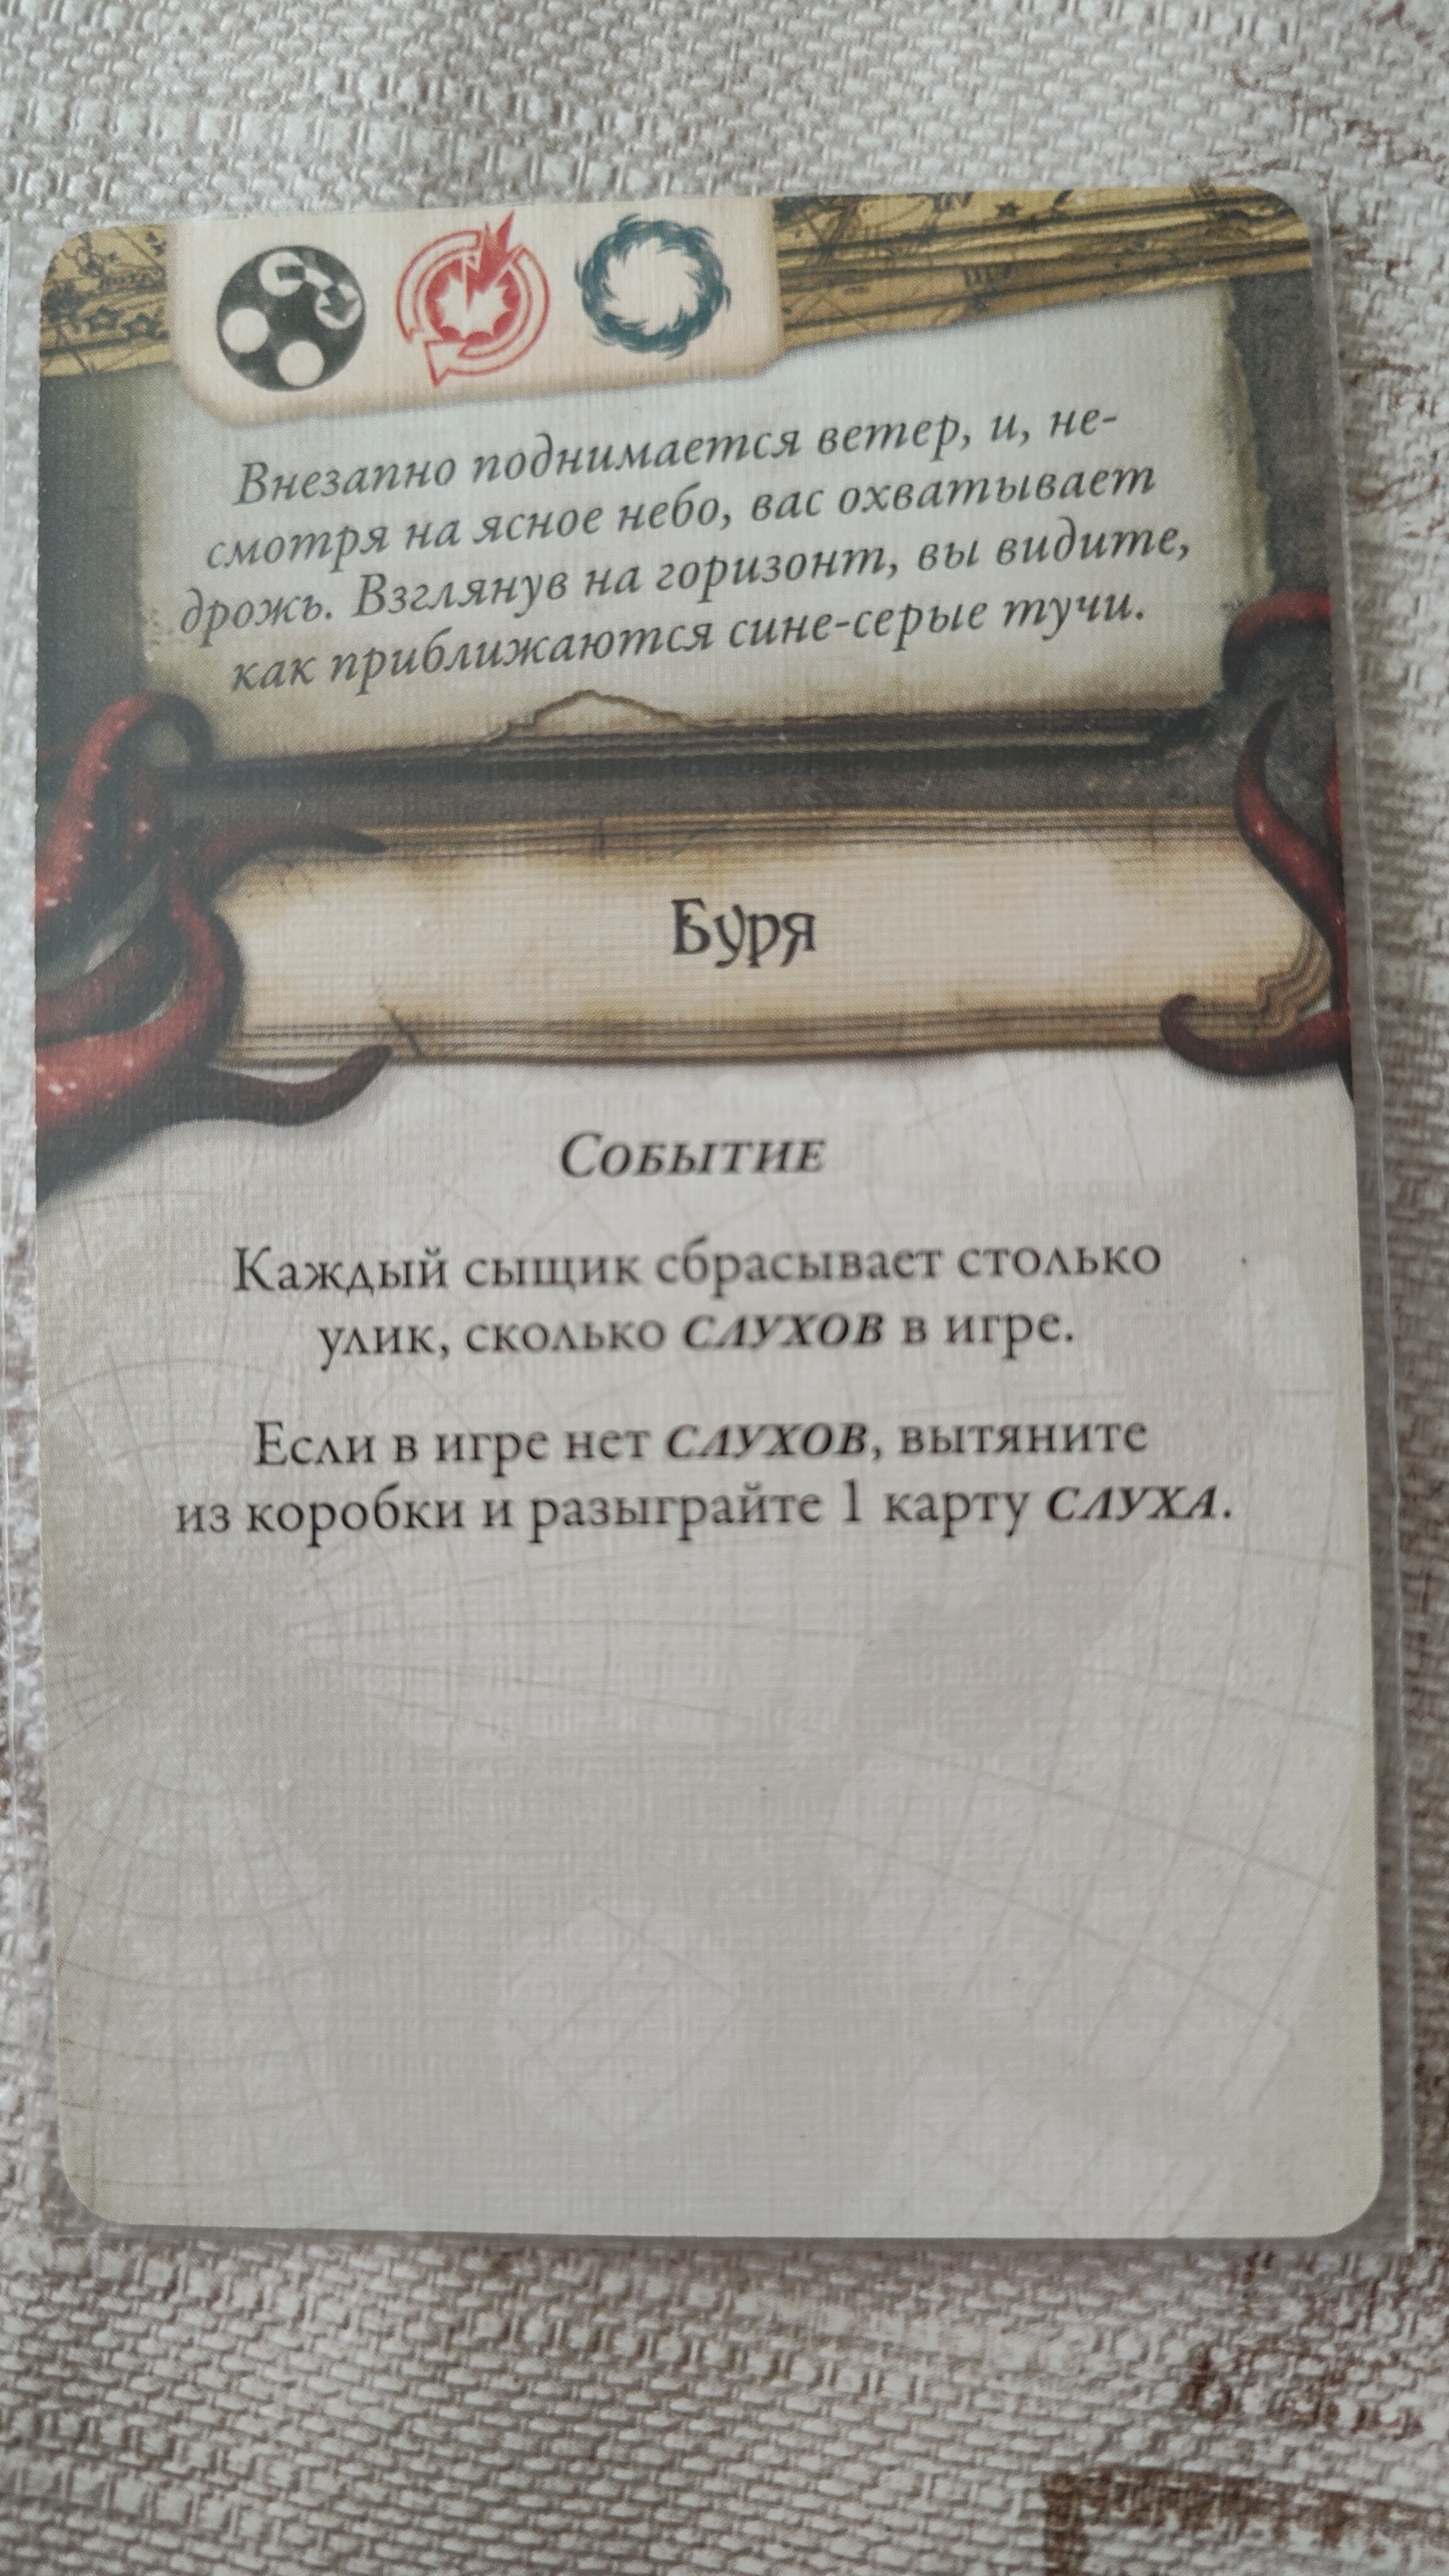 Внезапно поднимается ветер, и, не-
смотря на ясное небо, вас охватывает
дрожь. Взглянув на горизонт, вы видите,
как приближаются сине-серые тучи.
Буря
Событие
Каждый сыщик сбрасывает столько
улик, сколько СЛУХОВ в игре.
Если в игре нет СЛУХОВ, вытяните
из коробки и разыграйте 1 карту СЛУХА.